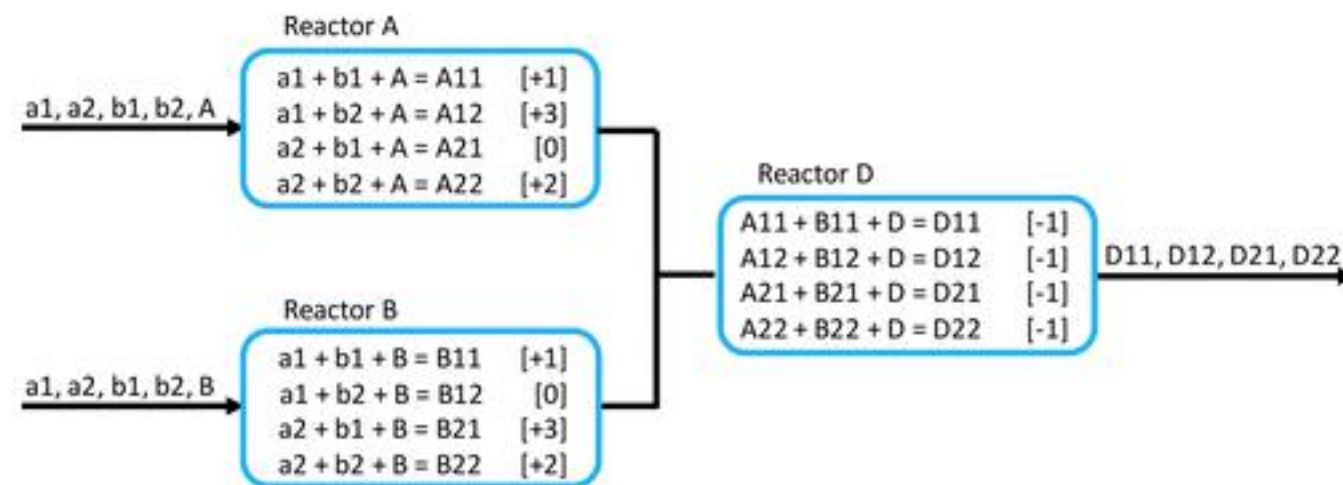 Reactor A
a1, a2, b1, b2, A
a1 + b1 + A = A11 [+1]
a1 + b2 + A = A12 [+3]
a2 + b1 + A = A21 [0]
a2 + b2 + A = A22 [+2]
Reactor B
a1, a2, b1, b2, B
a1 + b1 + B = B11 [+1]
a1 + b2 + B = B12 [0]
a2 + b1 + B = B21 [+3]
a2 + b2 + B = B22 [+2]
Reactor D
A11 + B11 + D = D11 [-1]
A12 + B12 + D = D12 [-1]
A21 + B21 + D = D21 [-1]
A22 + B22 + D = D22 [-1]
D11, D12, D21, D22